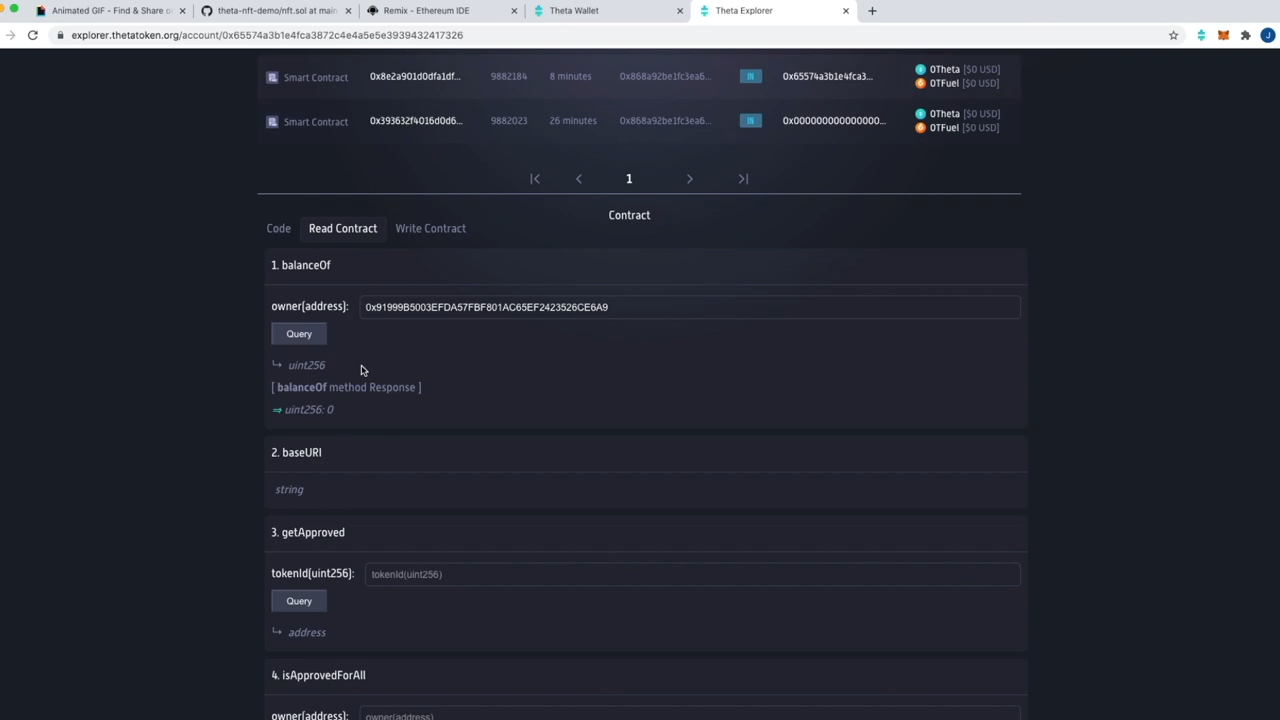 Animated GIF - Find & Share o
theta-nft-demo/nft.sol at main
Remix - Ethereum IDE
Theta Wallet
Theta Explorer
explorer.thetatoken.org/account/0x65574a3b1e4fca3872c4e4a5e5e3939432417326
J
Smart Contract 0x8e2a901d0dfa1df... 9882184 8 minutes 0x868a92be1fc3ea6... IN 0x65574a3b1e4fca3... 0Theta [$0 USD]
0TFuel [$0 USD]
Smart Contract 0x393632f4016d0d6... 9882023 26 minutes 0x868a92be1fc3ea6... IN 0x000000000000000... 0Theta [$0 USD]
0TFuel [$0 USD]
1
Contract
Code Read Contract Write Contract
1. balanceOf
owner(address): 0x91999B5003EFDA57FBF801AC65EF2423526CE6A9
Query
uint256
[ balanceOf method Response ]
⇒ uint256: 0
2. baseURI
string
3. getApproved
tokenId(uint256): tokenId(uint256)
Query
address
4. isApprovedForAll
owner(address): owner(address)